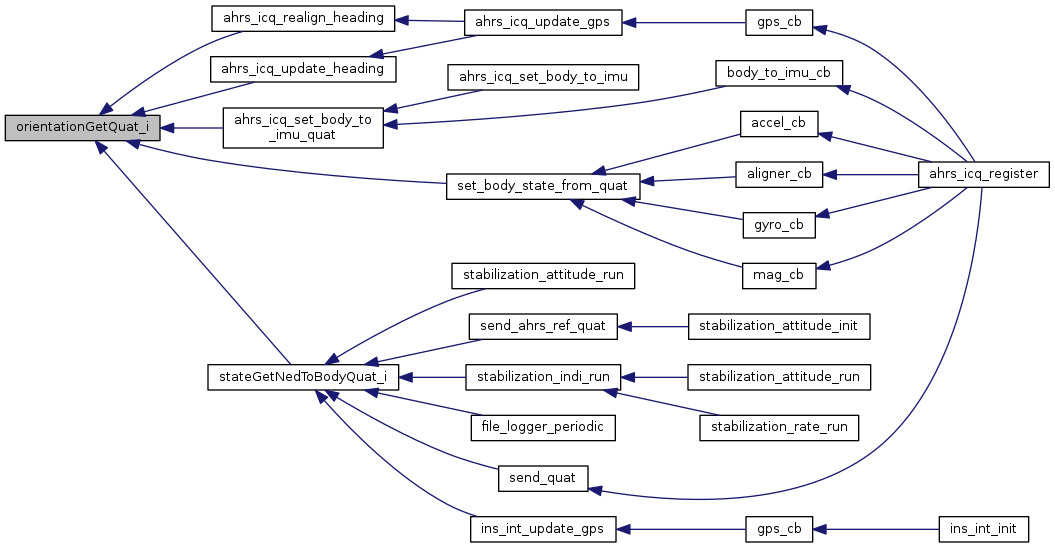 ahrs_icq_realign_heading
ahrs_icq_update_gps
gps_cb
ahrs_icq_update_heading
ahrs_icq_set_body_to_imu
body_to_imu_cb
orientationGetQuat_i
ahrs_icq_set_body_to
_imu_quat
accel_cb
set_body_state_from_quat
aligner_cb
ahrs_icq_register
gyro_cb
mag_cb
stabilization_attitude_run
send_ahrs_ref_quat
stabilization_attitude_init
stateGetNedToBodyQuat_i
stabilization_indi_run
stabilization_attitude_run
file_logger_periodic
stabilization_rate_run
send_quat
ins_int_update_gps
gps_cb
ins_int_init